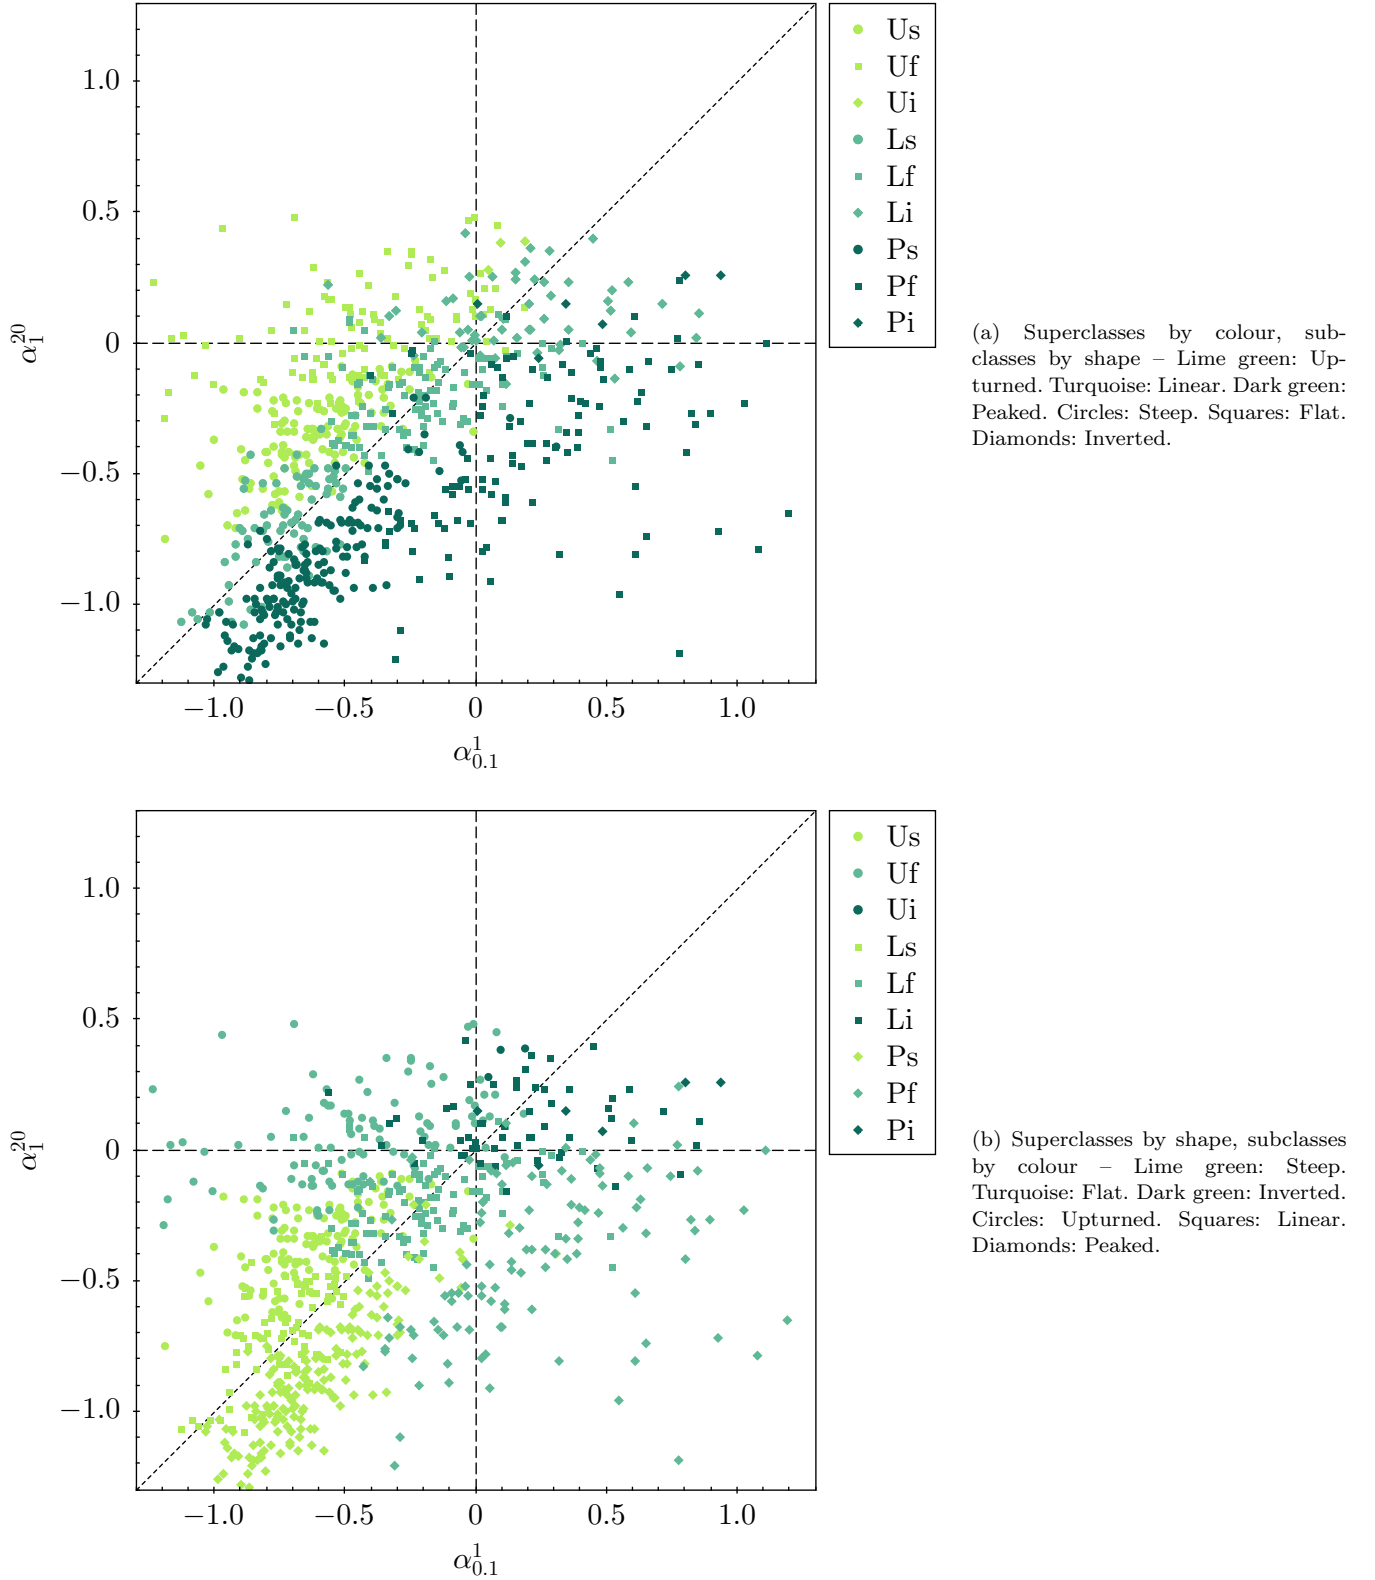 1.0
0.5
0
−0.5
−1.0
α₁²⁰
−1.0 −0.5 0 0.5 1.0
α¹₀.₁
Us
Uf
Ui
Ls
Lf
Li
Ps
Pf
Pi
(a) Superclasses by colour, sub-
classes by shape – Lime green: Up-
turned. Turquoise: Linear. Dark green:
Peaked. Circles: Steep. Squares: Flat.
Diamonds: Inverted.
1.0
0.5
0
−0.5
−1.0
α₁²⁰
−1.0 −0.5 0 0.5 1.0
α¹₀.₁
Us
Uf
Ui
Ls
Lf
Li
Ps
Pf
Pi
(b) Superclasses by shape, subclasses
by colour – Lime green: Steep.
Turquoise: Flat. Dark green: Inverted.
Circles: Upturned. Squares: Linear.
Diamonds: Peaked.